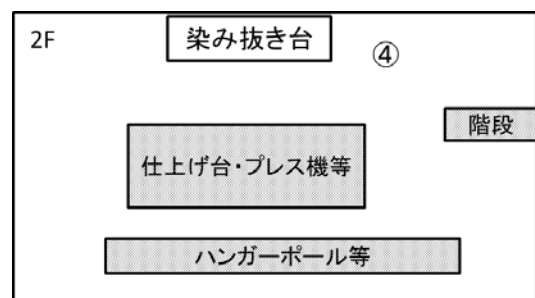 2F
染み抜き台
④
階段
仕上げ台・プレス機等
ハンガーポール等